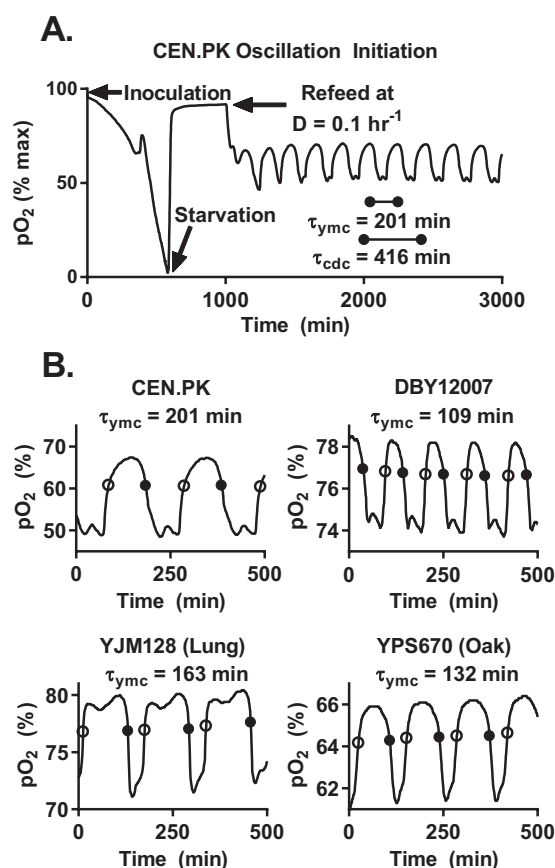 A.
CEN.PK Oscillation Initiation
100
50
0
pO2 (% max)
Inoculation
Refeed at
D = 0.1 hr-1
Starvation
τymc = 201 min
τcdc = 416 min
0 1000 2000 3000
Time (min)
B.
CEN.PK
τymc = 201 min
70
60
50
pO2 (%)
0 250 500
Time (min)
DBY12007
τymc = 109 min
78
76
74
pO2 (%)
0 250 500
Time (min)
YJM128 (Lung)
τymc = 163 min
80
75
70
pO2 (%)
0 250 500
Time (min)
YPS670 (Oak)
τymc = 132 min
66
64
62
pO2 (%)
0 250 500
Time (min)